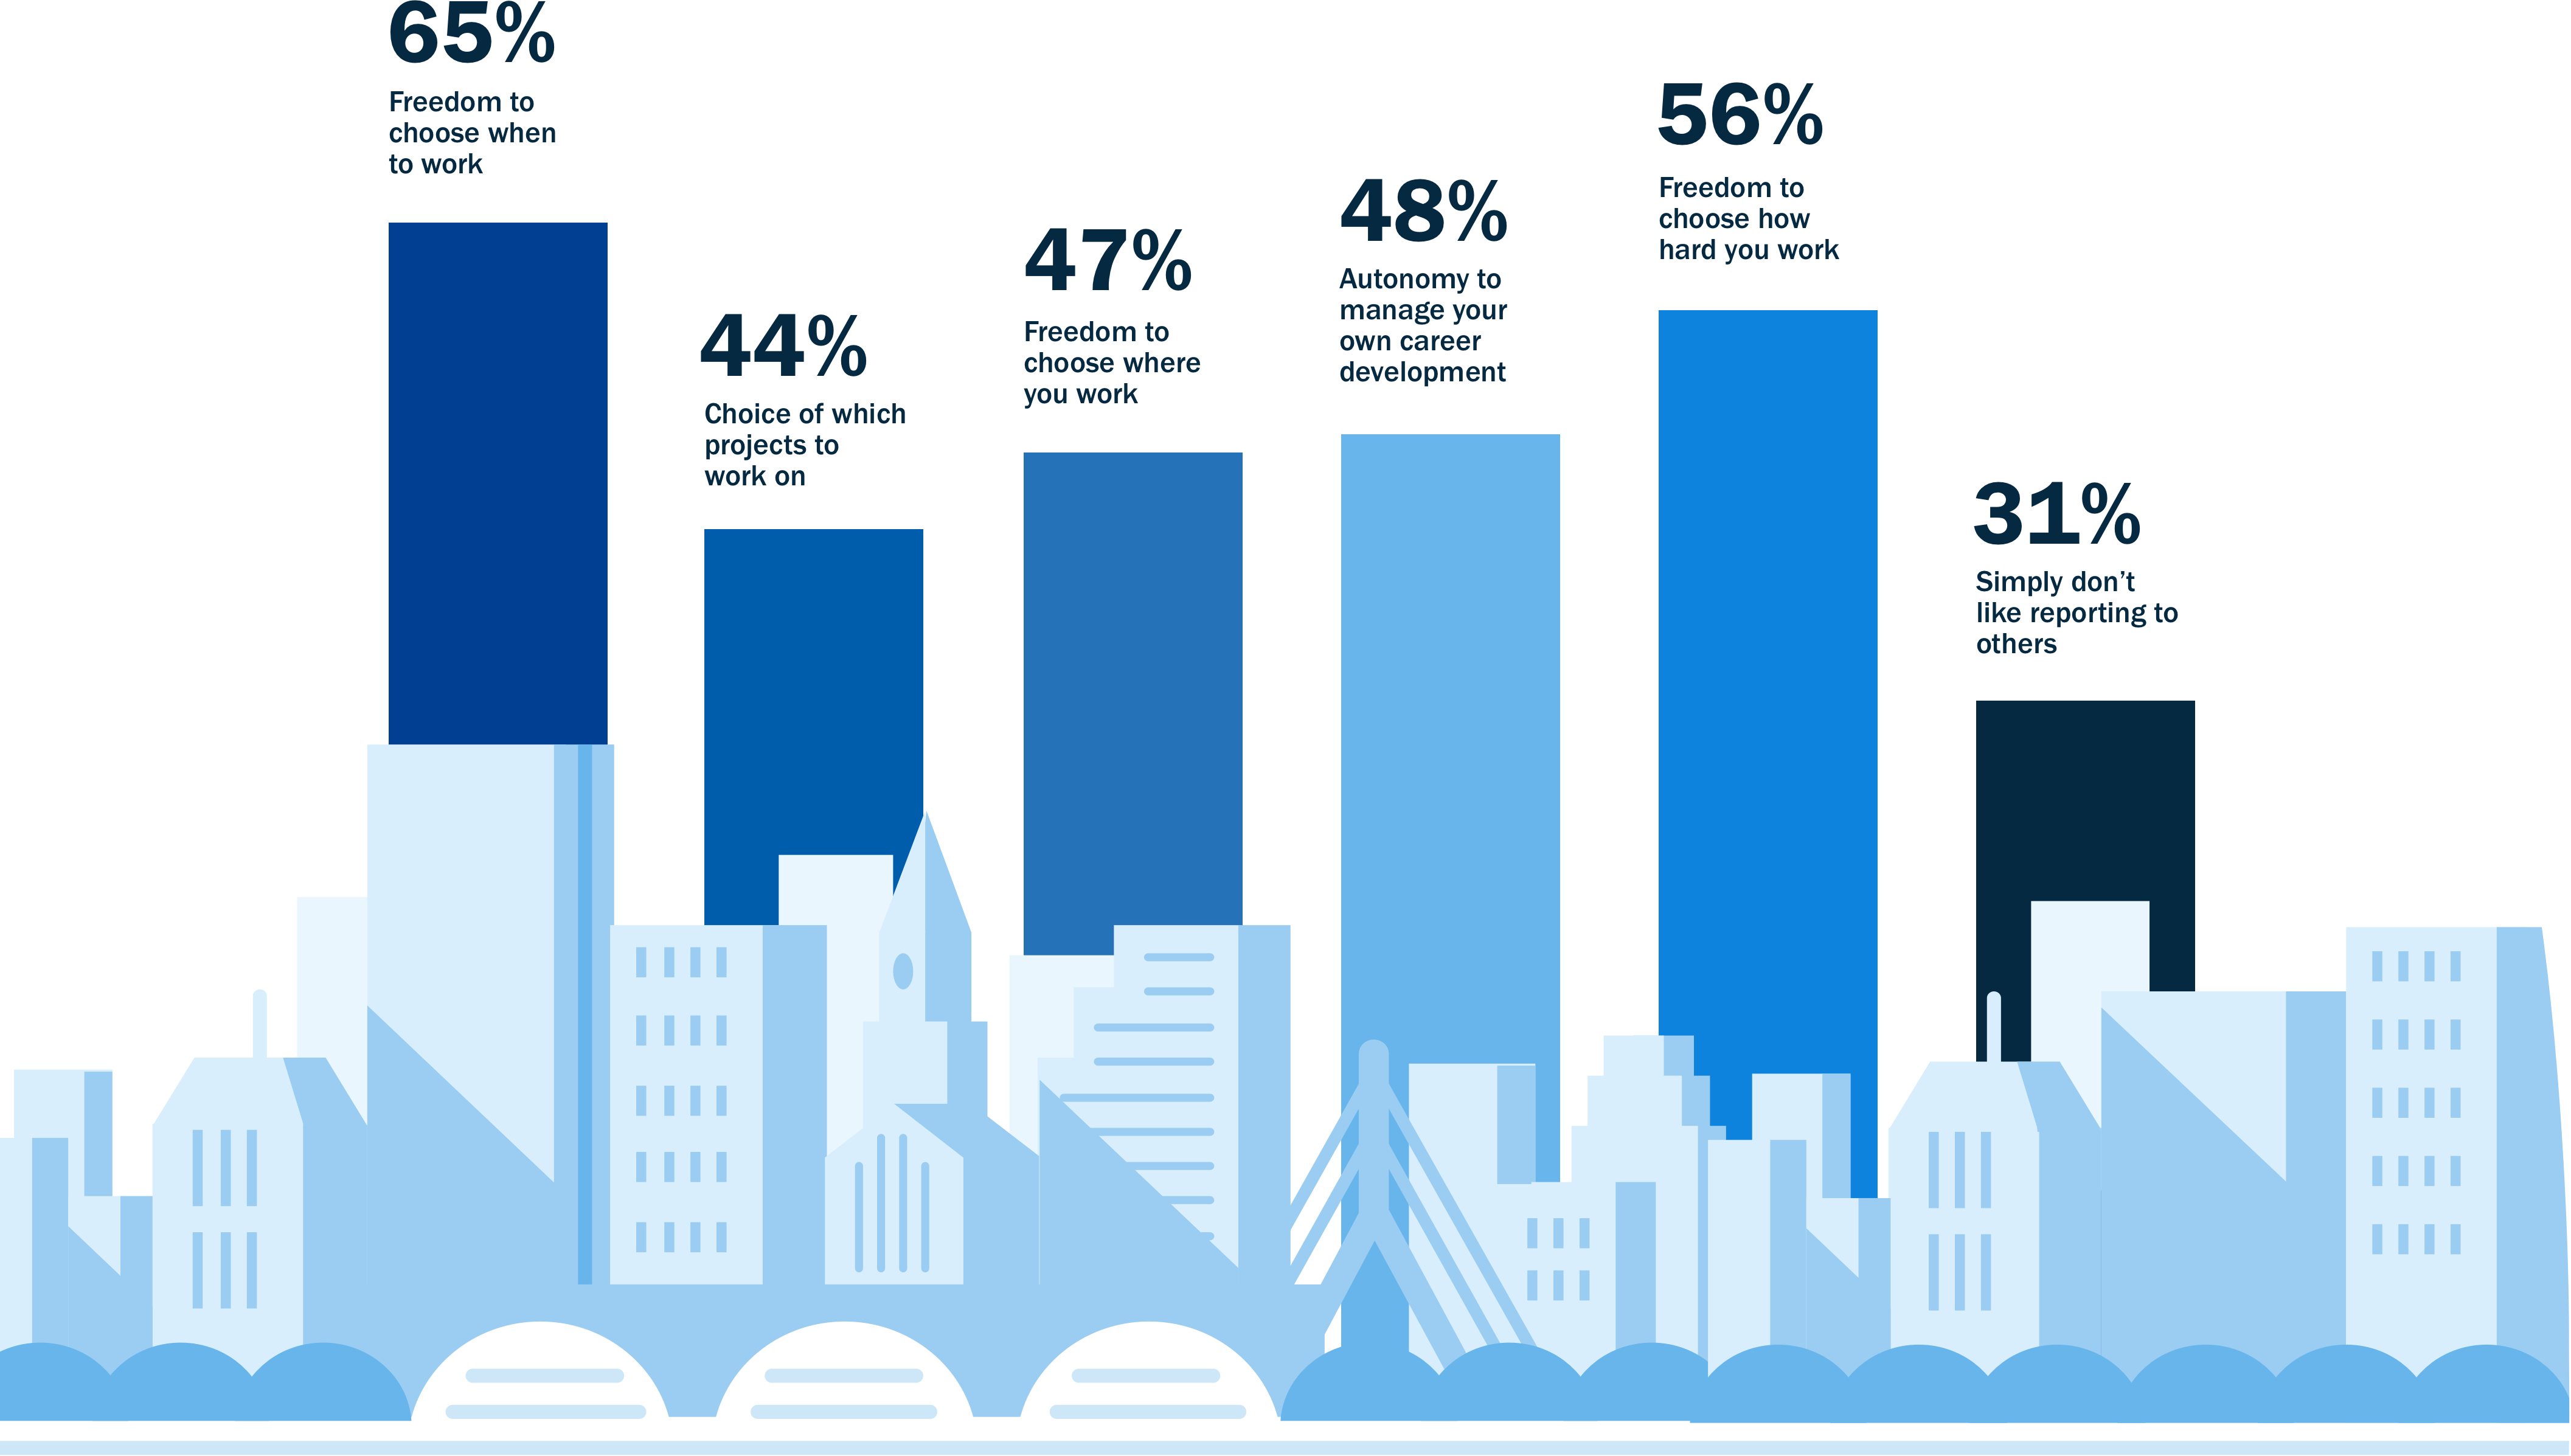 65%
Freedom to
choose when
to work
44%
Choice of which
projects to
work on
47%
Freedom to
choose where
you work
48%
Autonomy to
manage your
own career
development
56%
Freedom to
choose how
hard you work
31%
Simply don’t
like reporting to
others